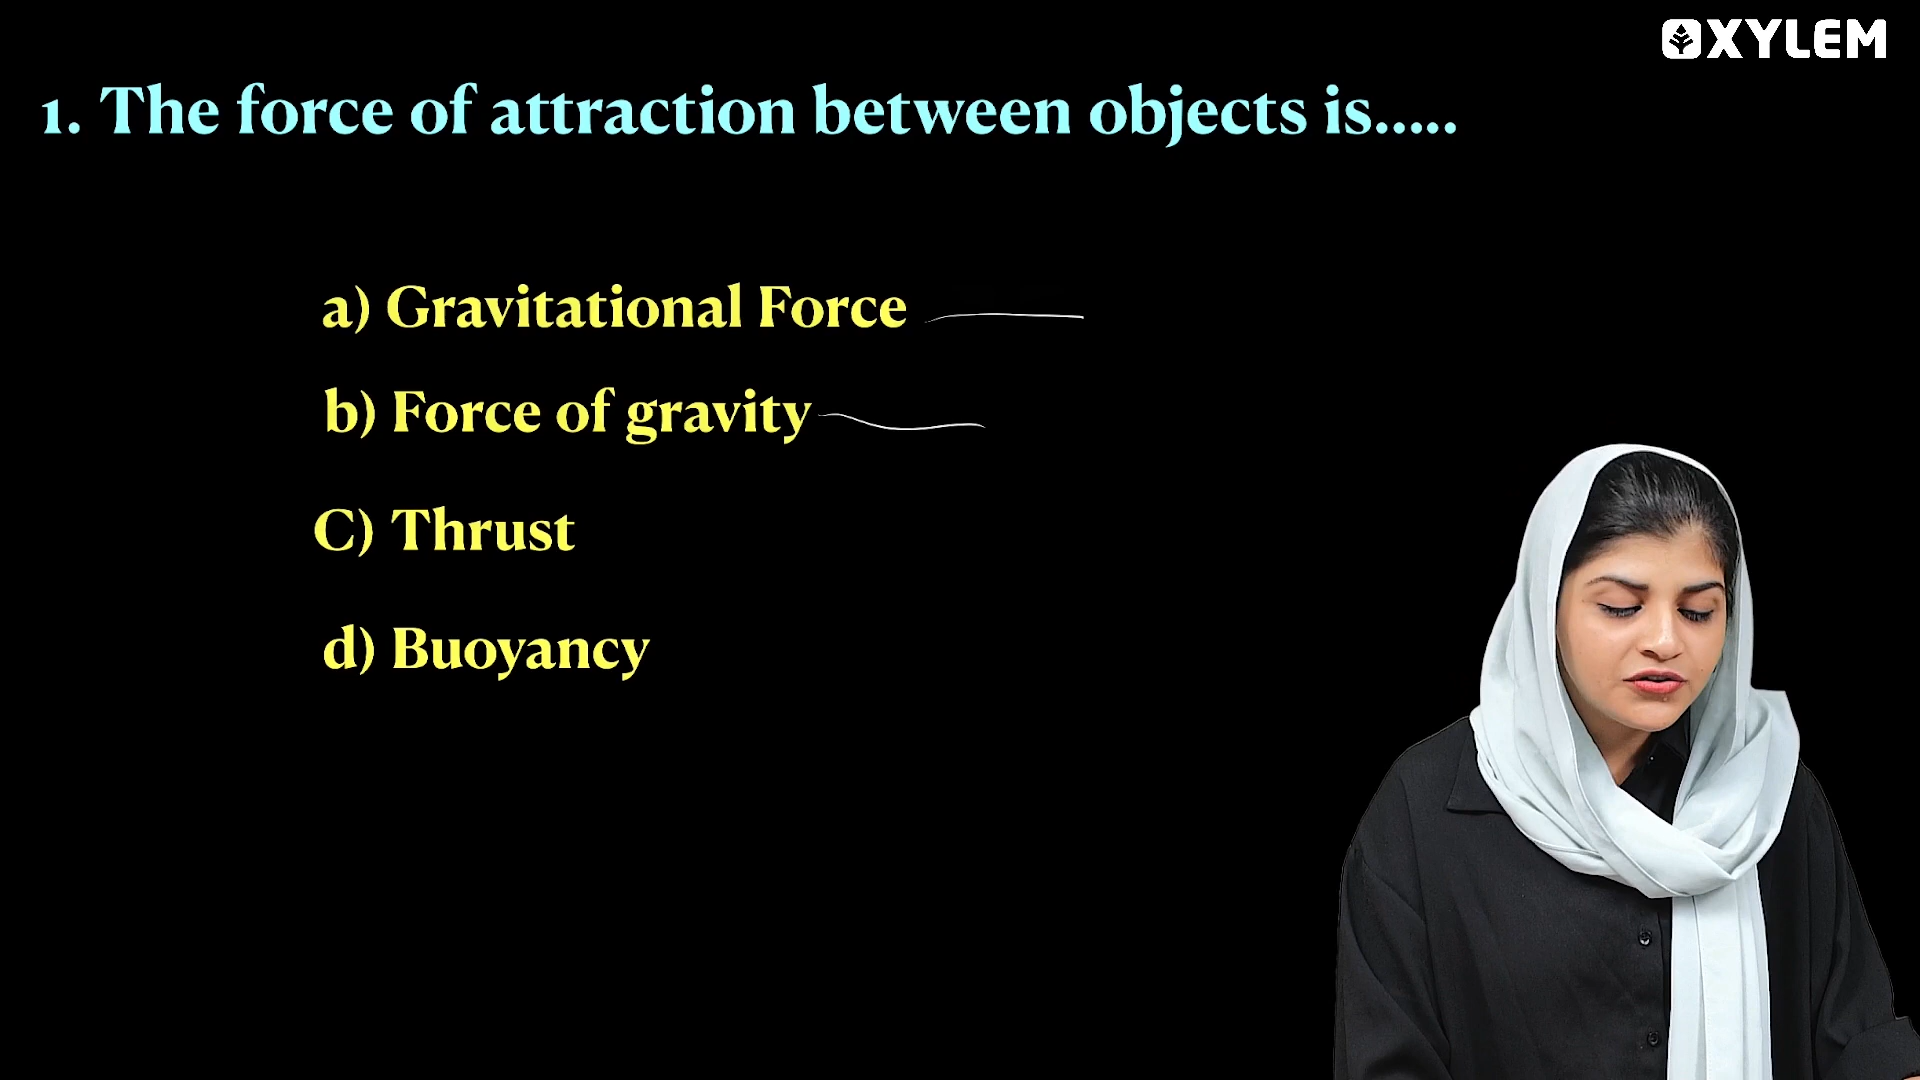 XYLEM
1. The force of attraction between objects is.....
a) Gravitational Force
b) Force of gravity
C) Thrust
d) Buoyancy